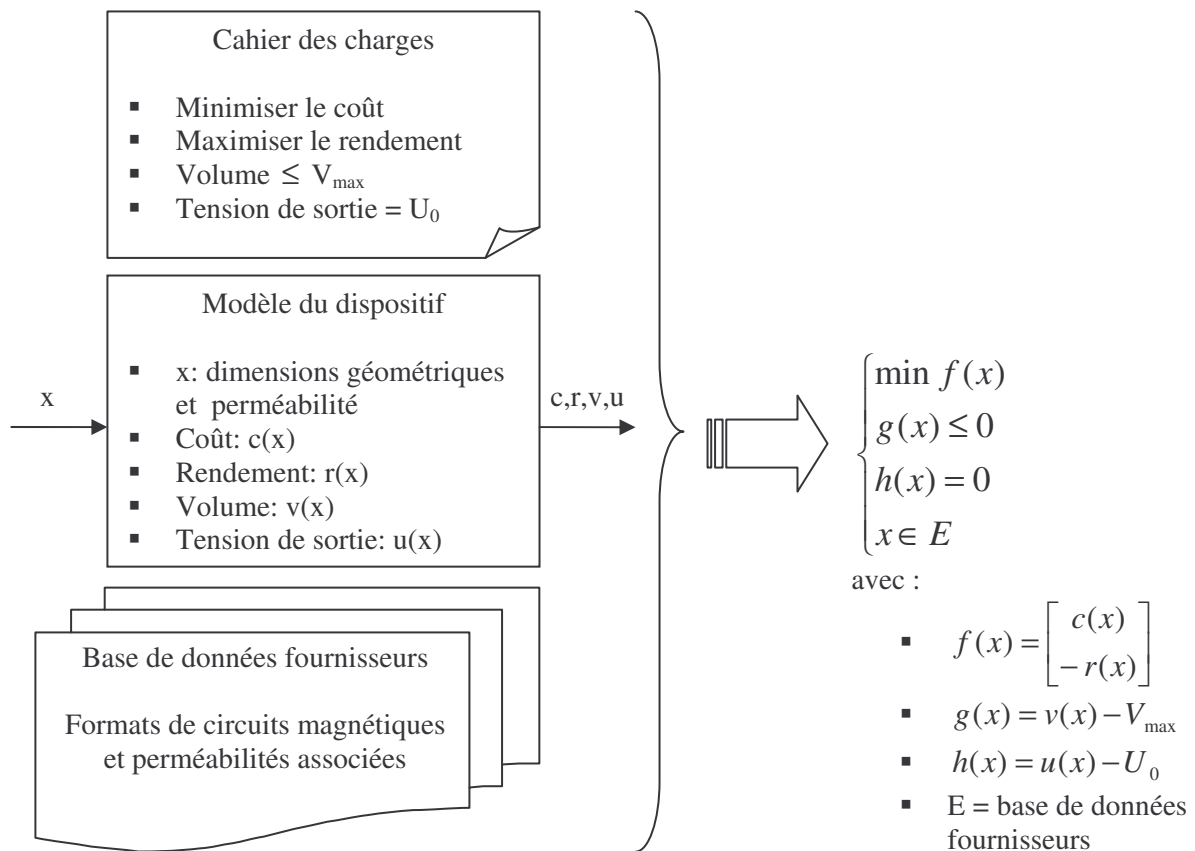 Cahier des charges
▪ Minimiser le coût
▪ Maximiser le rendement
▪ Volume ≤ V_max
▪ Tension de sortie = U_0
Modèle du dispositif
▪ x: dimensions géométriques
et perméabilité
▪ Coût: c(x)
▪ Rendement: r(x)
▪ Volume: v(x)
▪ Tension de sortie: u(x)
x
c,r,v,u
Base de données fournisseurs
Formats de circuits magnétiques
et perméabilités associées
min f(x)
g(x) ≤ 0
h(x) = 0
x ∈ E
avec :
▪ f(x) = [c(x)
− r(x)]
▪ g(x) = v(x) − V_max
▪ h(x) = u(x) − U_0
▪ E = base de données
fournisseurs